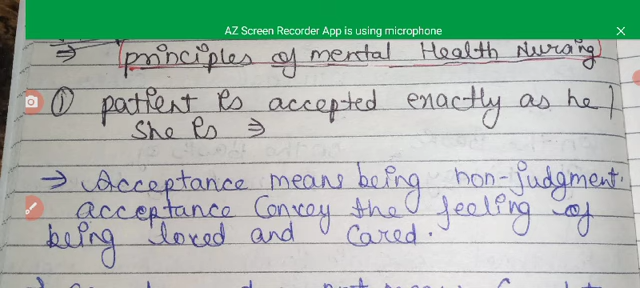 AZ Screen Recorder App is using microphone
⇒ principles of mental Health Nursing
① patient is accepted exactly as he/
she is ⇒
→ Acceptance means being non-judgment.
acceptance Convey the feeling of
being loved and Cared.